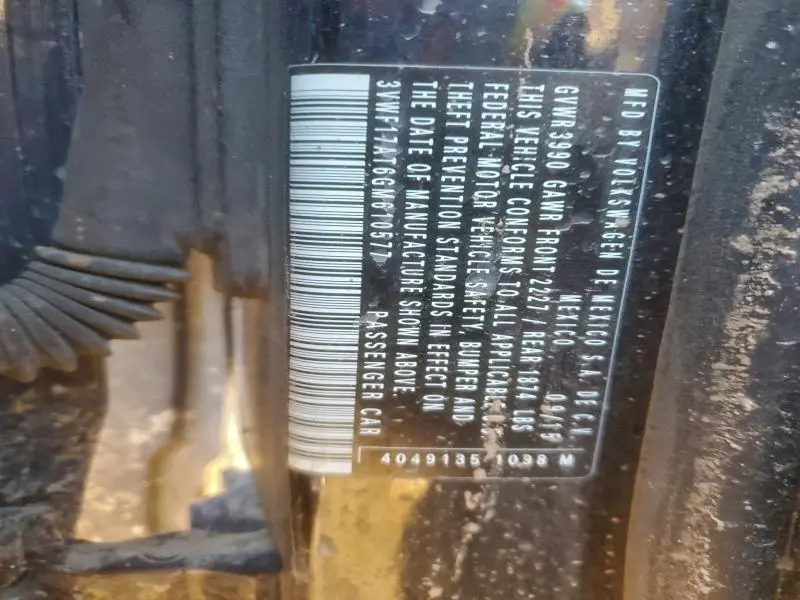 MFD BY VOLKSWAGEN DE MEXICO S.A. DE C.V.
MEXICO 09/15
GVWR 3990 GAWR FRONT 2227 / REAR 1874 LBS
THIS VEHICLE CONFORMS TO ALL
FEDERAL MOTOR VEHICLE SAFETY, BUMPER AND
THEFT PREVENTION STANDARDS IN EFFECT ON
THE DATE OF MANUFACTURE SHOWN ABOVE
3VWF17AT6GM610577 PASSENGER CAR
4049135 1038 M